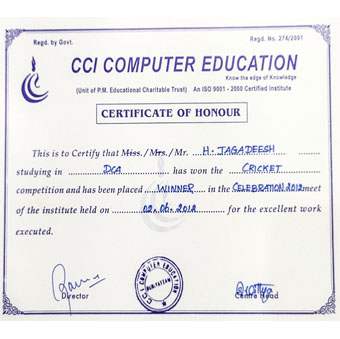 Regd. by Govt. Regd. No. 274/2001
CCI COMPUTER EDUCATION
Know the edge of Knowledge
(Unit of P.M. Educational Charitable Trust) An ISO 9001 - 2000 Certified Institute
CERTIFICATE OF HONOUR
This is to Certify that Miss./Mrs./Mr. H. JAGADEESH
studying in DCA has won the CRICKET
competition and has been placed WINNER in the CELEBRATION 2012 meet
of the institute held on 02.06.2012 for the excellent work
executed.
CCI COMPUTER EDUCATION
Director Centre Head